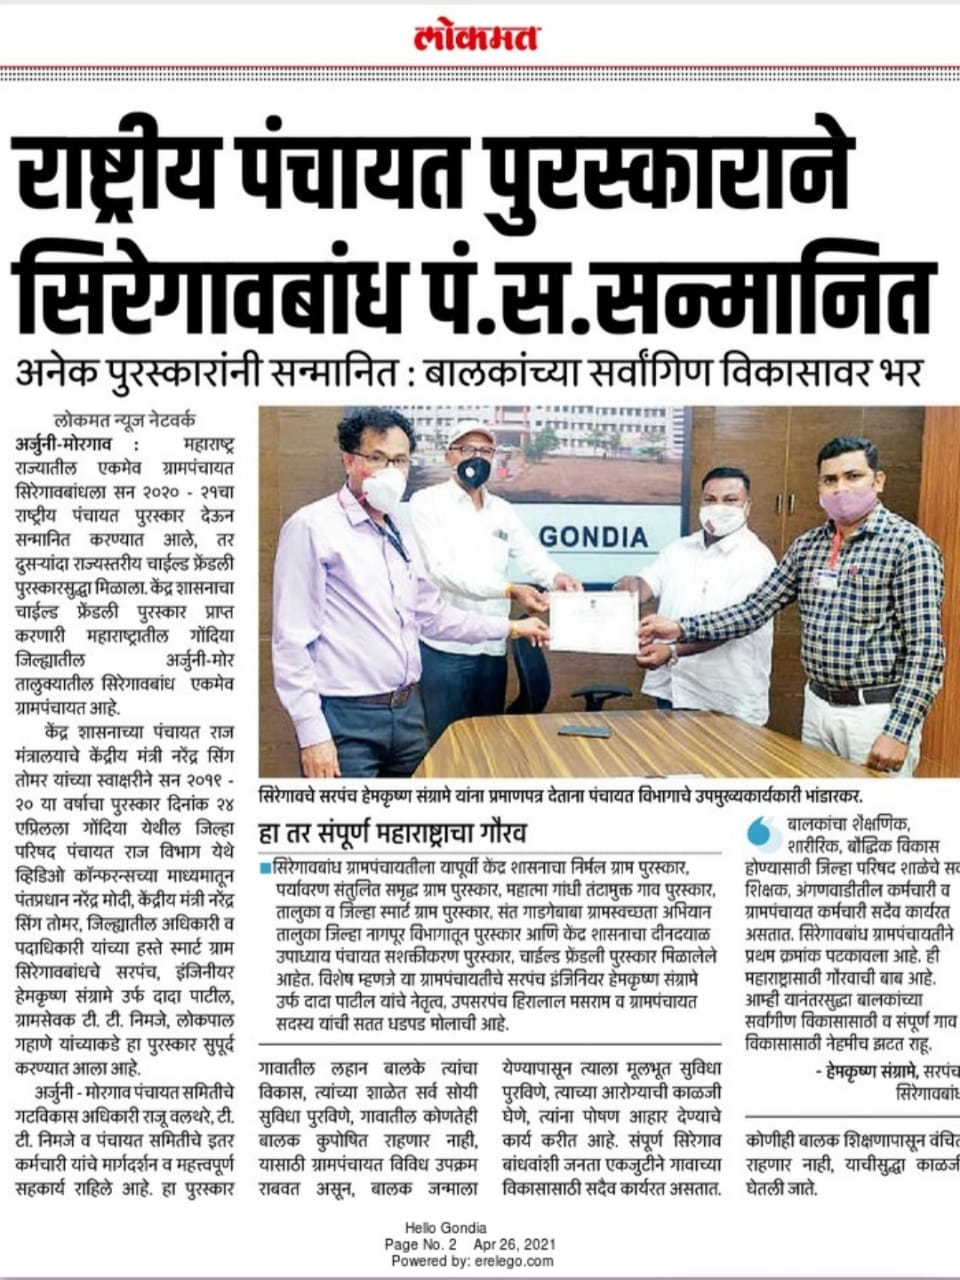 लोकमत
राष्ट्रीय पंचायत पुरस्काराने
सिरेगावबांध पं.स.सन्मानित
अनेक पुरस्कारांनी सन्मानित : बालकांच्या सर्वांगिण विकासावर भर
लोकमत न्यूज नेटवर्क
अर्जुनी-मोरगाव : महाराष्ट्र
राज्यातील एकमेव ग्रामपंचायत
सिरेगावबांधला सन २०२० - २१चा
राष्ट्रीय पंचायत पुरस्कार देऊन
सन्मानित करण्यात आले, तर
दुसऱ्यांदा राज्यस्तरीय चाईल्ड फ्रेंडली
पुरस्कारसुद्धा मिळाला. केंद्र शासनाचा
चाईल्ड फ्रेंडली पुरस्कार प्राप्त
करणारी महाराष्ट्रातील गोंदिया
जिल्ह्यातील अर्जुनी-मोर
तालुक्यातील सिरेगावबांध एकमेव
ग्रामपंचायत आहे.
केंद्र शासनाच्या पंचायत राज
मंत्रालयाचे केंद्रीय मंत्री नरेंद्र सिंग
तोमर यांच्या स्वाक्षरीने सन २०१९ -
२० या वर्षाचा पुरस्कार दिनांक २४
एप्रिलला गोंदिया येथील जिल्हा
परिषद पंचायत राज विभाग येथे
व्हिडिओ कॉन्फरन्सच्या माध्यमातून
पंतप्रधान नरेंद्र मोदी, केंद्रीय मंत्री नरेंद्र
सिंग तोमर, जिल्ह्यातील अधिकारी व
पदाधिकारी यांच्या हस्ते स्मार्ट ग्राम
सिरेगावबांधचे सरपंच, इंजिनीयर
हेमकृष्ण संग्रामे उर्फ दादा पाटील,
ग्रामसेवक टी. टी. निमजे, लोकपाल
गहाणे यांच्याकडे हा पुरस्कार सुपूर्द
करण्यात आला आहे.
अर्जुनी - मोरगाव पंचायत समितीचे
गटविकास अधिकारी राजू वलथरे, टी.
टी. निमजे व पंचायत समितीचे इतर
कर्मचारी यांचे मार्गदर्शन व महत्त्वपूर्ण
सहकार्य राहिले आहे. हा पुरस्कार
GONDIA
सिरेगावचे सरपंच हेमकृष्ण संग्रामे यांना प्रमाणपत्र देताना पंचायत विभागाचे उपमुख्यकार्यकारी भांडारकर.
हा तर संपूर्ण महाराष्ट्राचा गौरव
सिरेगावबांध ग्रामपंचायतीला यापूर्वी केंद्र शासनाचा निर्मल ग्राम पुरस्कार,
पर्यावरण संतुलित समृद्ध ग्राम पुरस्कार, महात्मा गांधी तंटामुक्त गाव पुरस्कार,
तालुका व जिल्हा स्मार्ट ग्राम पुरस्कार, संत गाडगेबाबा ग्रामस्वच्छता अभियान
तालुका जिल्हा नागपूर विभागातून पुरस्कार आणि केंद्र शासनाचा दीनदयाळ
उपाध्याय पंचायत सशक्तीकरण पुरस्कार, चाईल्ड फ्रेंडली पुरस्कार मिळालेले
आहेत. विशेष म्हणजे या ग्रामपंचायतीचे सरपंच इंजिनियर हेमकृष्ण संग्रामे
उर्फ दादा पाटील यांचे नेतृत्व, उपसरपंच हिरालाल मसराम व ग्रामपंचायत
सदस्य यांची सतत धडपड मोलाची आहे.
गावातील लहान बालके त्यांचा
विकास, त्यांच्या शाळेत सर्व सोयी
सुविधा पुरविणे, गावातील कोणतेही
बालक कुपोषित राहणार नाही,
यासाठी ग्रामपंचायत विविध उपक्रम
राबवत असून, बालक जन्माला
येण्यापासून त्याला मूलभूत सुविधा
पुरविणे, त्याच्या आरोग्याची काळजी
घेणे, त्यांना पोषण आहार देण्याचे
कार्य करीत आहे. संपूर्ण सिरेगाव
बांधवांशी जनता एकजुटीने गावाच्या
विकासासाठी सदैव कार्यरत असतात.
बालकांचा शैक्षणिक,
शारीरिक, बौद्धिक विकास
होण्यासाठी जिल्हा परिषद शाळेचे
शिक्षक, अंगणवाडीतील कर्मचारी व
ग्रामपंचायत कर्मचारी सदैव कार्यरत
असतात. सिरेगावबांध ग्रामपंचायतीने
प्रथम क्रमांक पटकावला आहे. ही
महाराष्ट्रासाठी गौरवाची बाब आहे.
आम्ही यानंतरसुद्धा बालकांच्या
सर्वांगीण विकासासाठी व संपूर्ण गाव
विकासासाठी नेहमीच झटत राहू.
- हेमकृष्ण संग्रामे, सरपंच
सिरेगावबांध
कोणीही बालक शिक्षणापासून वंचित
राहणार नाही, याचीसुद्धा काळजी
घेतली जाते.
Hello Gondia
Page No. 2 Apr 26, 2021
Powered by: erelego.com